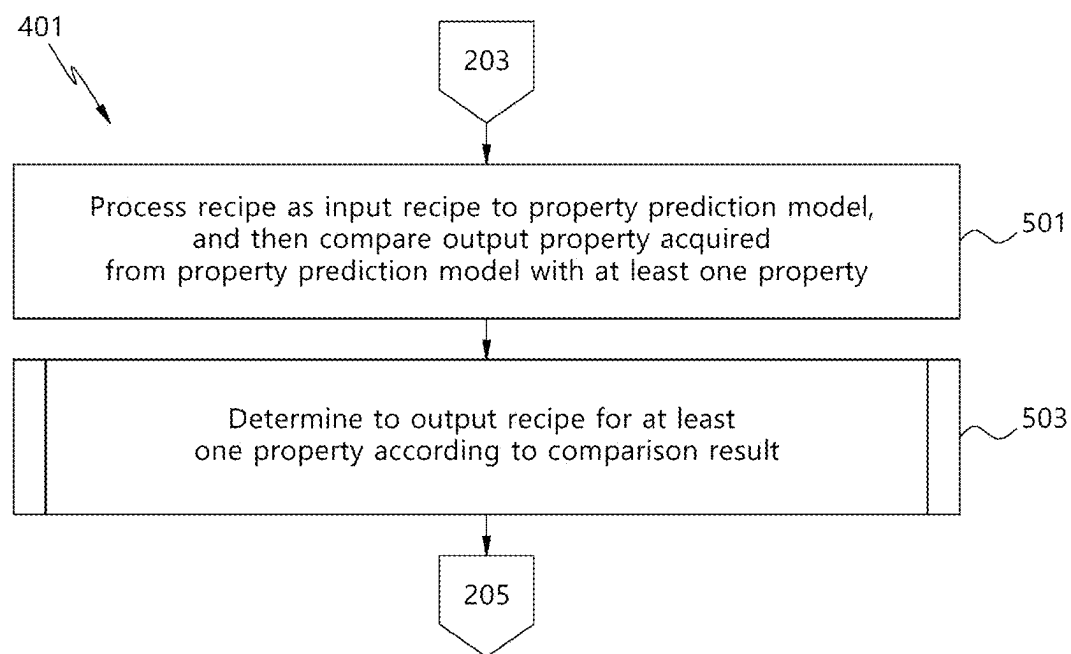 401
203
Process recipe as input recipe to property prediction model,
and then compare output property acquired
from property prediction model with at least one property
501
Determine to output recipe for at least
one property according to comparison result
503
205